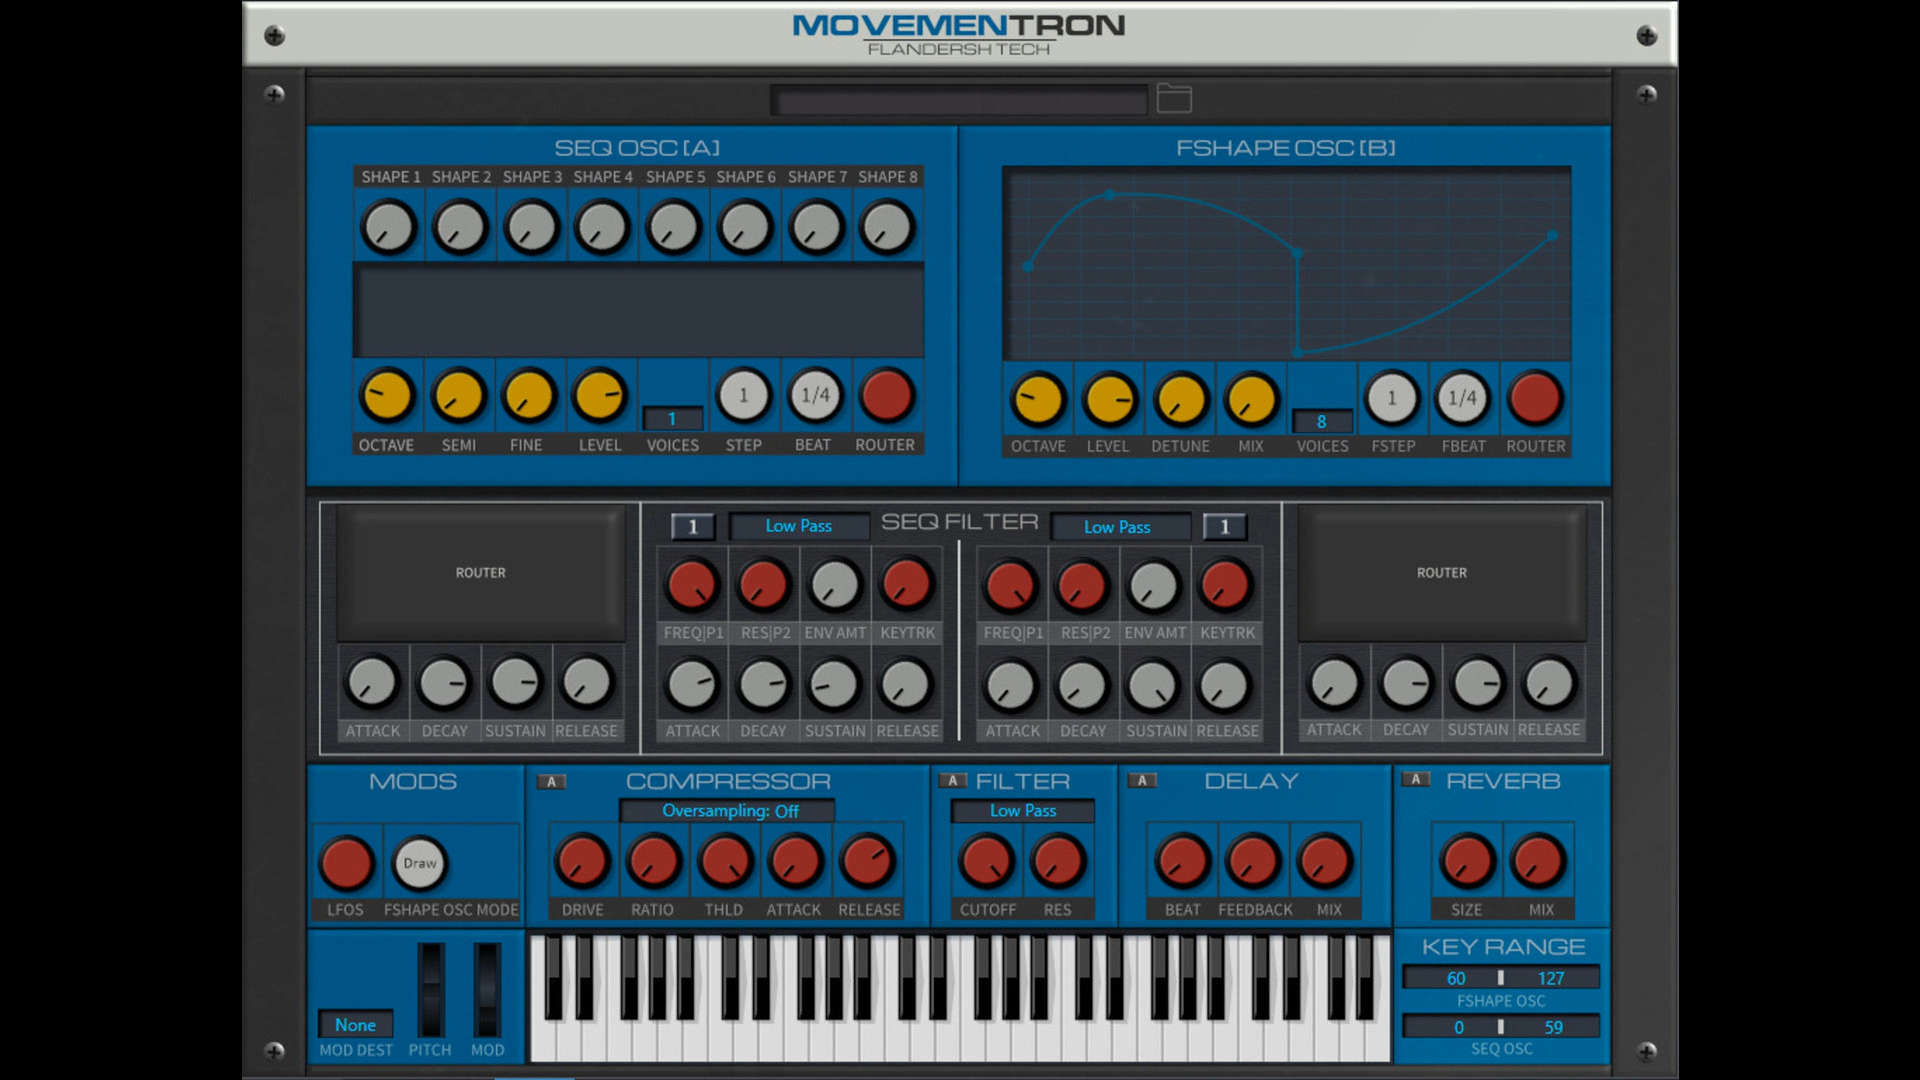 MOVEMENTRON
FLANDERSH TECH
SEQ OSC [A]
SHAPE 1 SHAPE 2 SHAPE 3 SHAPE 4 SHAPE 5 SHAPE 6 SHAPE 7 SHAPE 8
1 1 1/4
OCTAVE SEMI FINE LEVEL VOICES STEP BEAT ROUTER
FSHAPE OSC [B]
8 1 1/4
OCTAVE LEVEL DETUNE MIX VOICES FSTEP FBEAT ROUTER
ROUTER
ATTACK DECAY SUSTAIN RELEASE
1 Low Pass SEQ FILTER Low Pass 1
FREQ|P1 RES|P2 ENV AMT KEYTRK FREQ|P1 RES|P2 ENV AMT KEYTRK
ATTACK DECAY SUSTAIN RELEASE ATTACK DECAY SUSTAIN RELEASE
ROUTER
ATTACK DECAY SUSTAIN RELEASE
MODS
Draw
LFOS FSHAPE OSC MODE
A COMPRESSOR
Oversampling: Off
DRIVE RATIO THLD ATTACK RELEASE
A FILTER
Low Pass
CUTOFF RES
A DELAY
BEAT FEEDBACK MIX
A REVERB
SIZE MIX
None
MOD DEST PITCH MOD
KEY RANGE
60 127
FSHAPE OSC
0 59
SEQ OSC